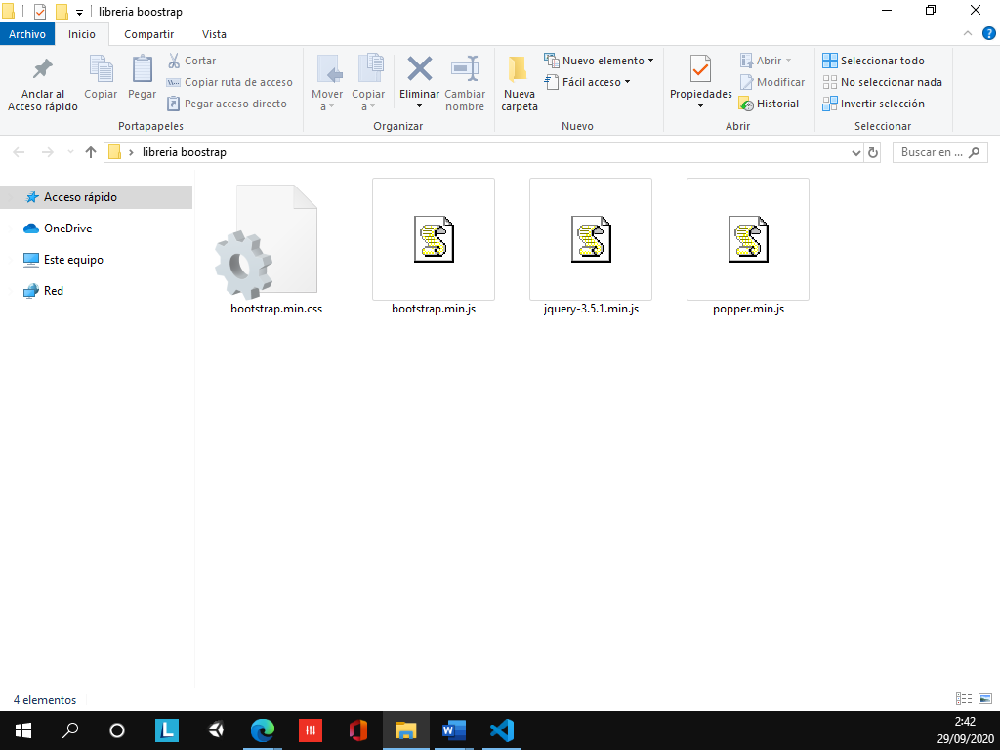 libreria boostrap
Archivo Inicio Compartir Vista
Anclar al Acceso rápido
Copiar
Pegar
Cortar
Copiar ruta de acceso
Pegar acceso directo
Portapapeles
Mover a
Copiar a
Eliminar
Cambiar nombre
Organizar
Nueva carpeta
Nuevo elemento
Fácil acceso
Nuevo
Propiedades
Abrir
Modificar
Historial
Abrir
Seleccionar todo
No seleccionar nada
Invertir selección
Seleccionar
libreria boostrap
Buscar en ...
Acceso rápido
OneDrive
Este equipo
Red
bootstrap.min.css
bootstrap.min.js
jquery-3.5.1.min.js
popper.min.js
4 elementos
2:42
29/09/2020